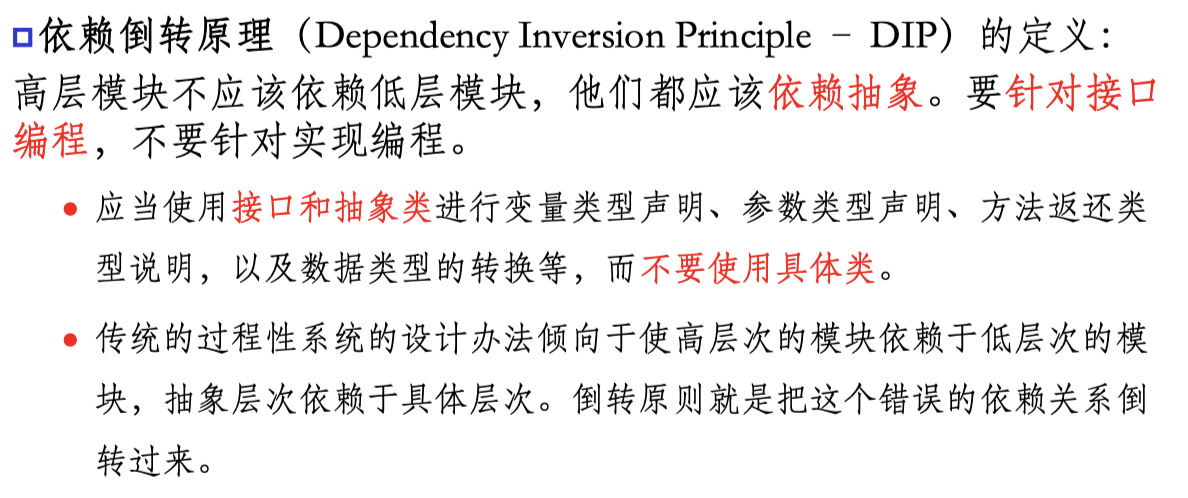 依赖倒转原理（Dependency Inversion Principle – DIP）的定义：
高层模块不应该依赖低层模块，他们都应该依赖抽象。要针对接口
编程，不要针对实现编程。
• 应当使用接口和抽象类进行变量类型声明、参数类型声明、方法返还类
型说明，以及数据类型的转换等，而不要使用具体类。
• 传统的过程性系统的设计办法倾向于使高层次的模块依赖于低层次的模
块，抽象层次依赖于具体层次。倒转原则就是把这个错误的依赖关系倒
转过来。